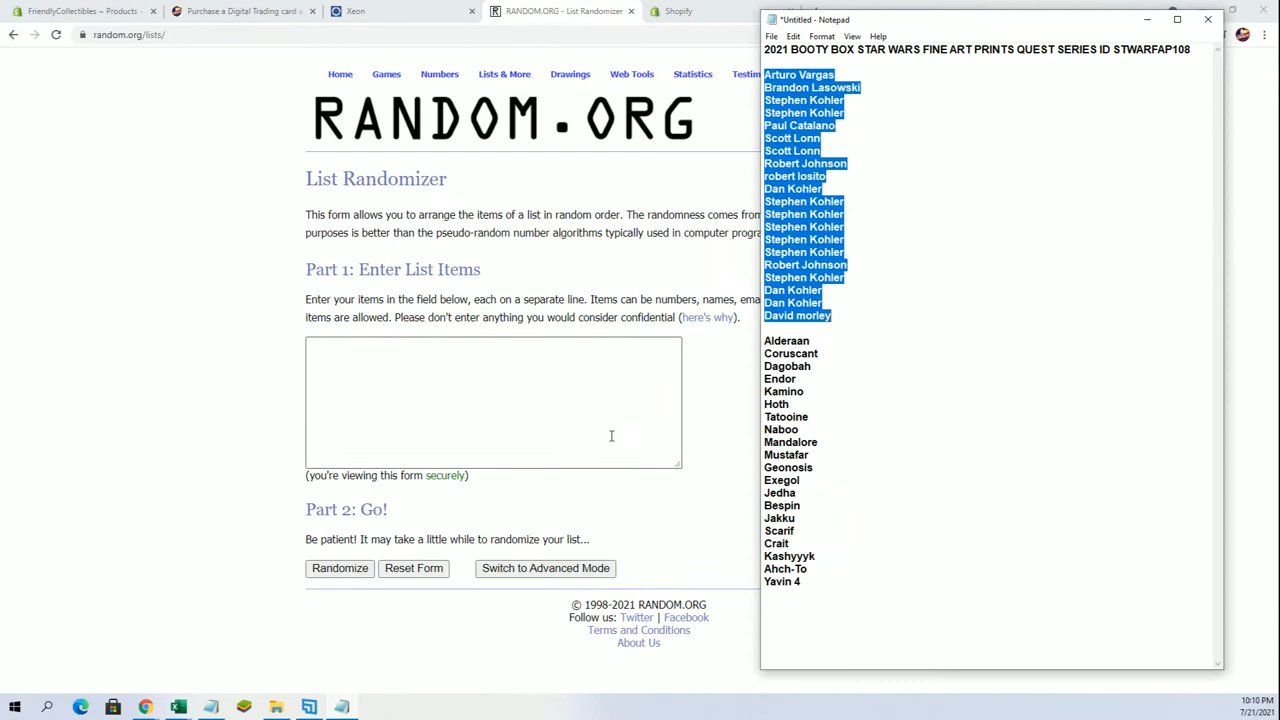 FriendlyCollectibles ~ Products -
Purchase a Digital Trading card a
Xeon
RANDOM.ORG - List Randomizer
Shopify
random.org/lists/
Home
Games
Numbers
Lists & More
Drawings
Web Tools
Statistics
Testim
RANDOM.ORG
List Randomizer
This form allows you to arrange the items of a list in random order. The randomness comes from
purposes is better than the pseudo-random number algorithms typically used in computer progra
Part 1: Enter List Items
Enter your items in the field below, each on a separate line. Items can be numbers, names, ema
items are allowed. Please don't enter anything you would consider confidential (here's why).
(you're viewing this form securely)
Part 2: Go!
Be patient! It may take a little while to randomize your list...
Randomize
Reset Form
Switch to Advanced Mode
© 1998-2021 RANDOM.ORG
Follow us: Twitter | Facebook
Terms and Conditions
About Us
*Untitled - Notepad
File Edit Format View Help
2021 BOOTY BOX STAR WARS FINE ART PRINTS QUEST SERIES ID STWARFAP108
Arturo Vargas
Brandon Lasowski
Stephen Kohler
Stephen Kohler
Paul Catalano
Scott Lonn
Scott Lonn
Robert Johnson
robert losito
Dan Kohler
Stephen Kohler
Stephen Kohler
Stephen Kohler
Stephen Kohler
Stephen Kohler
Robert Johnson
Stephen Kohler
Dan Kohler
Dan Kohler
David morley
Alderaan
Coruscant
Dagobah
Endor
Kamino
Hoth
Tatooine
Naboo
Mandalore
Mustafar
Geonosis
Exegol
Jedha
Bespin
Jakku
Scarif
Crait
Kashyyyk
Ahch-To
Yavin 4
10:10 PM
7/21/2021